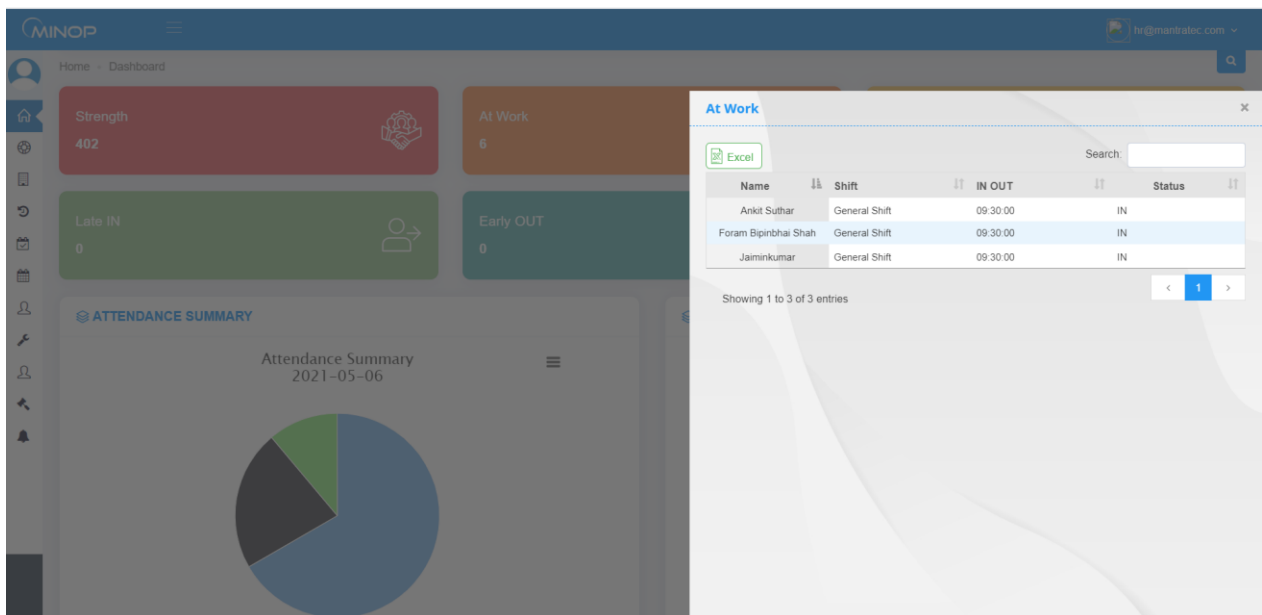 MINOP
hr@mantratec.com
Home > Dashboard
Strength
402
At Work
6
Late IN
0
Early OUT
0
ATTENDANCE SUMMARY
Attendance Summary
2021-05-06
At Work
×
Excel
Search:
Name Shift IN OUT Status
Ankit Suthar General Shift 09:30:00 IN
Foram Bipinbhai Shah General Shift 09:30:00 IN
Jaiminkumar General Shift 09:30:00 IN
< 1 >
Showing 1 to 3 of 3 entries